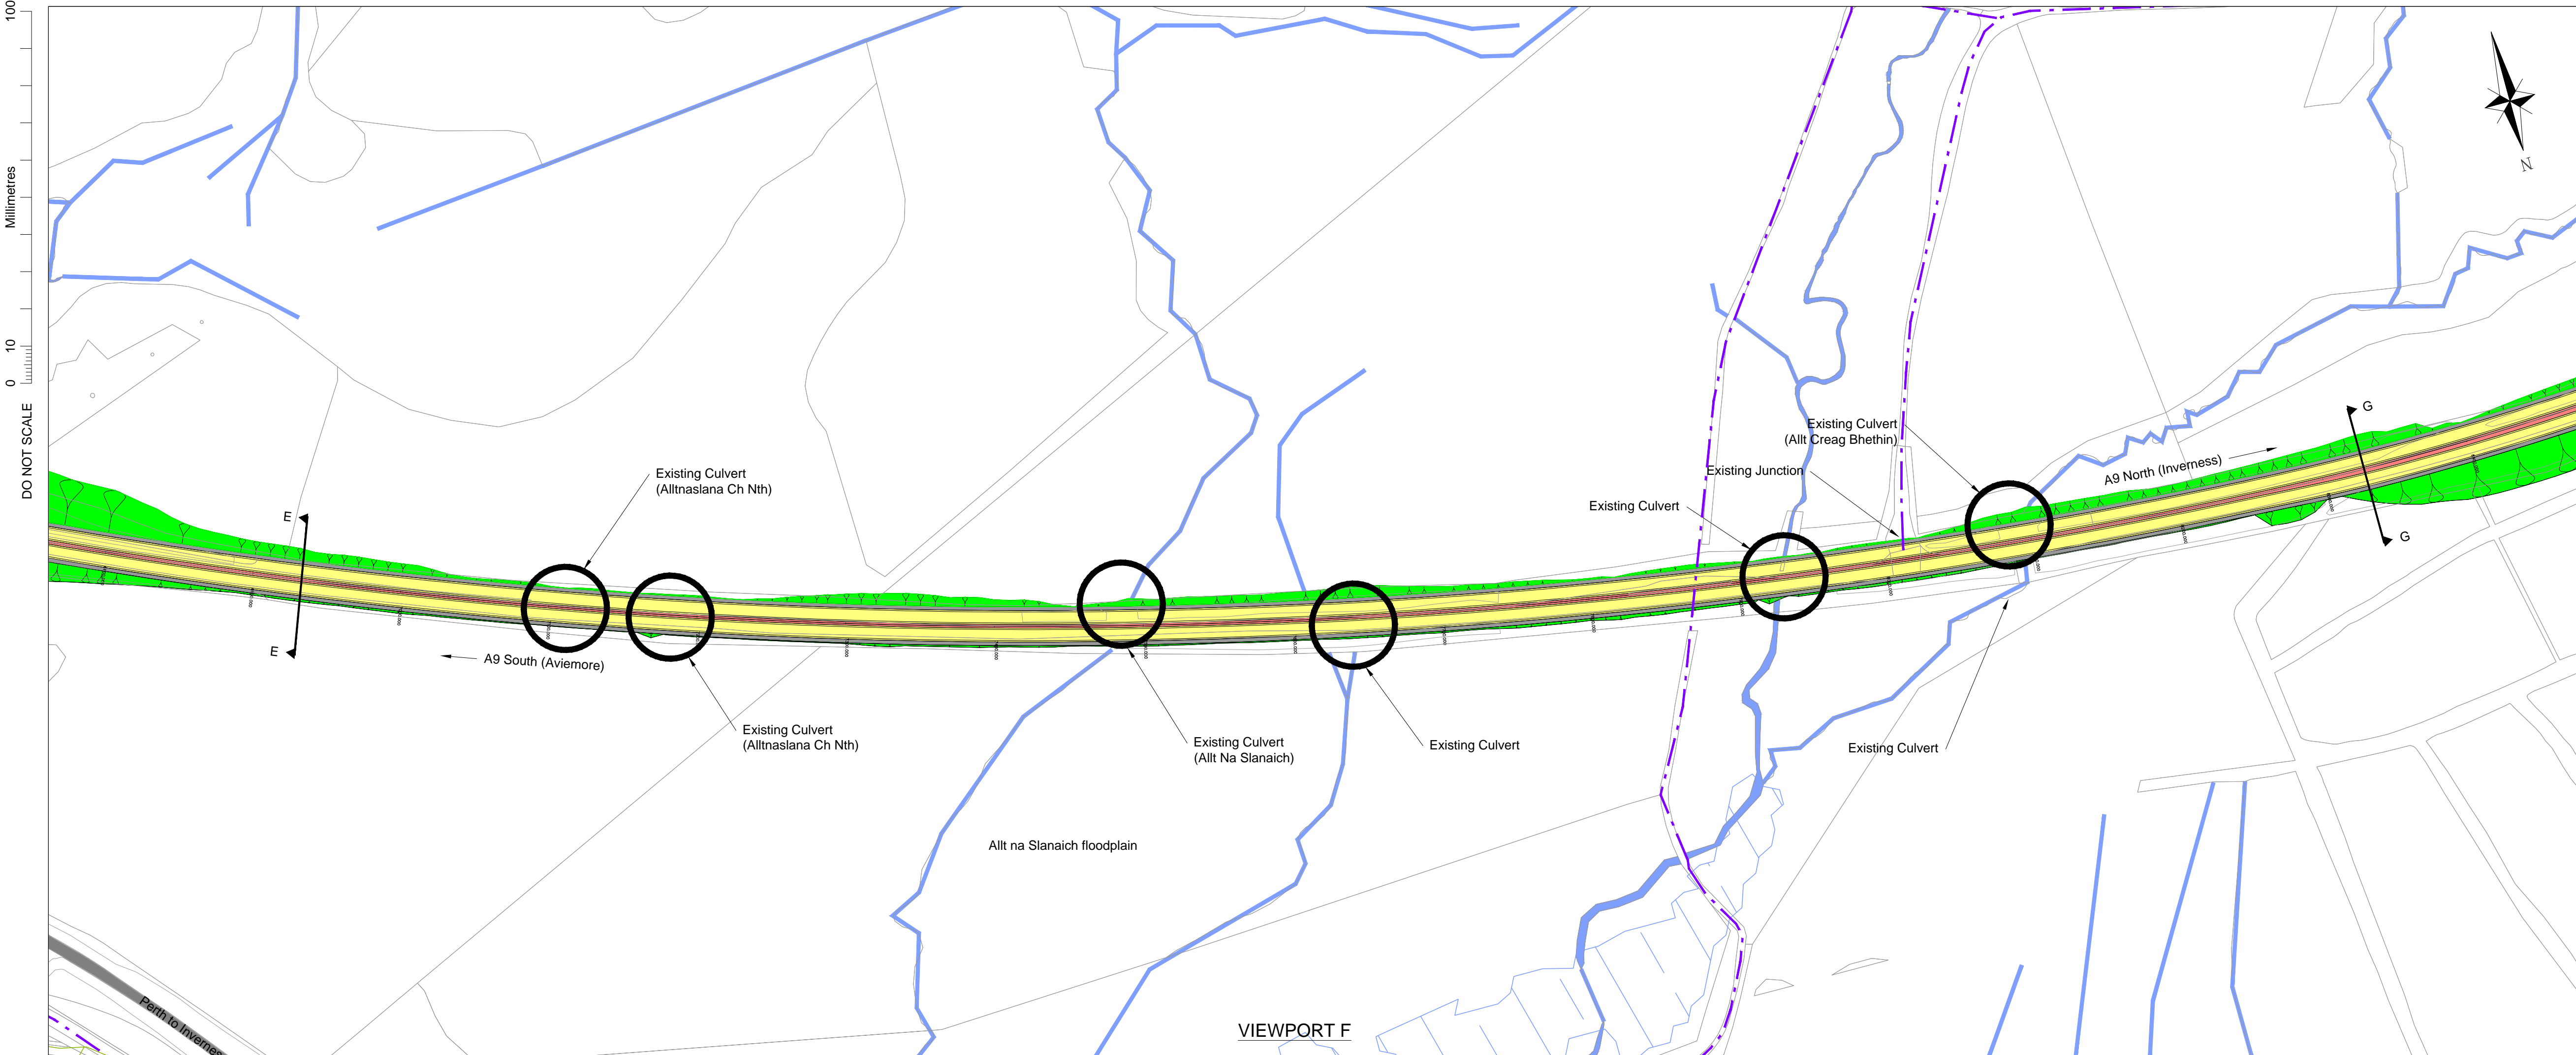 100
Millimetres
10
0
DO NOT SCALE
N
Existing Culvert
(Alltnaslana Ch Nth)
Existing Culvert
(Allt Creag Bhethin)
Existing Junction
Existing Culvert
A9 North (Inverness)
G
G
E
E
A9 South (Aviemore)
Existing Culvert
(Alltnaslana Ch Nth)
Existing Culvert
(Allt Na Slanaich)
Existing Culvert
Existing Culvert
Allt na Slanaich floodplain
Perth to Invernes
VIEWPORT F